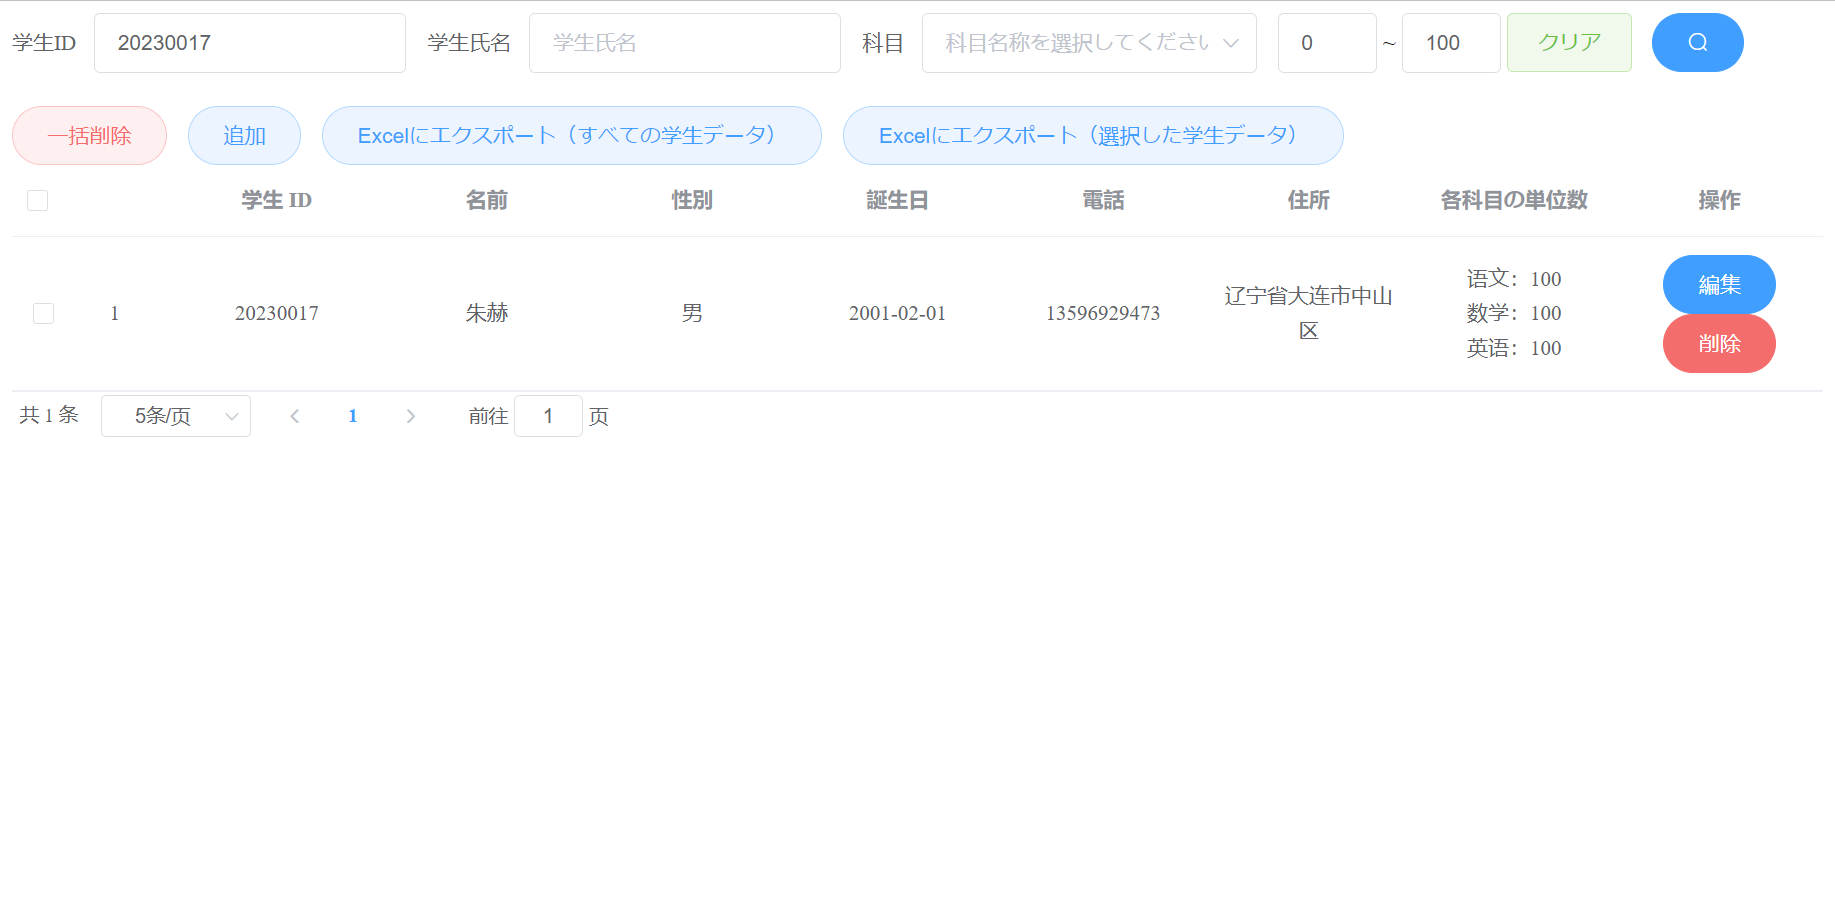 学生ID 20230017 学生氏名 学生氏名 科目 科目名称を選択してください 0 ~ 100 クリア
一括削除 追加 Excelにエクスポート（すべての学生データ） Excelにエクスポート（選択した学生データ）
学生 ID 名前 性別 誕生日 電話 住所 各科目の単位数 操作
1 20230017 朱赫 男 2001-02-01 13596929473
辽宁省大连市中山
区
语文：100
数学：100
英语：100
編集
削除
共 1 条 5条/页 1 前往 1 页